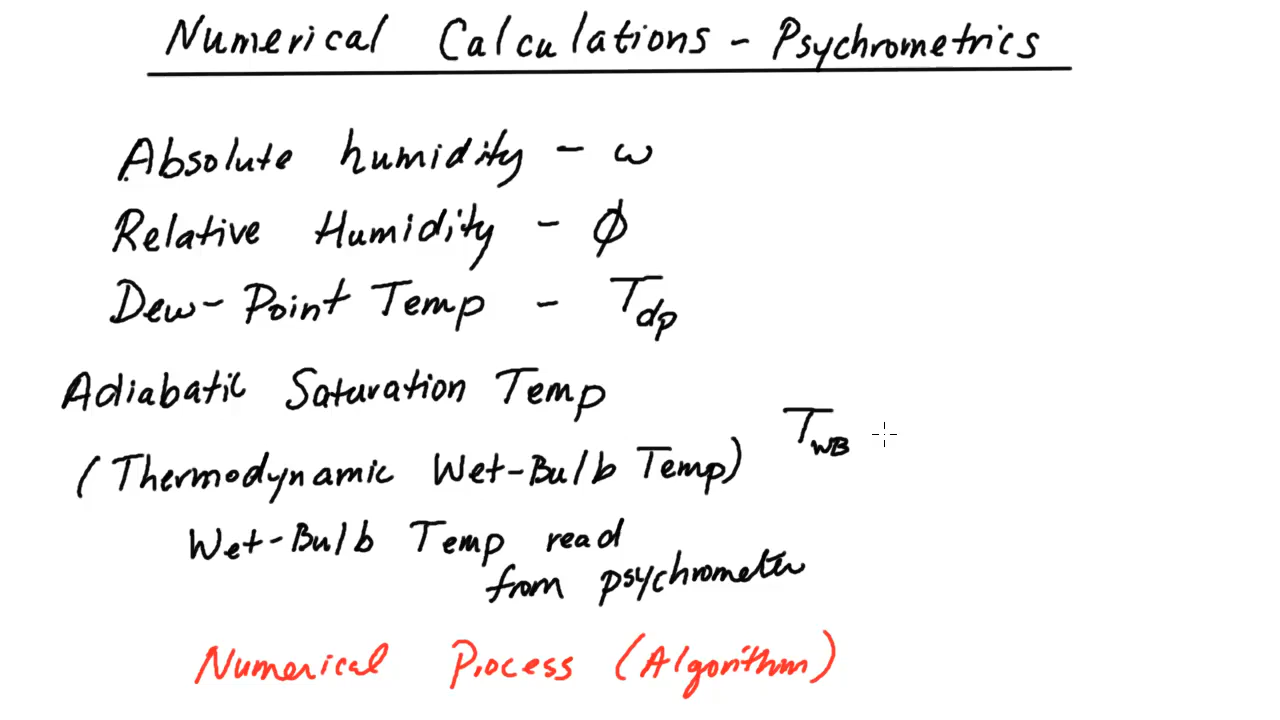 Numerical Calculations - Psychrometrics
Absolute humidity - ω
Relative Humidity - ϕ
Dew-Point Temp - Tdp
Adiabatic Saturation Temp
(Thermodynamic Wet-Bulb Temp) TWB
Wet-Bulb Temp read
from psychrometer
Numerical Process (Algorithm)